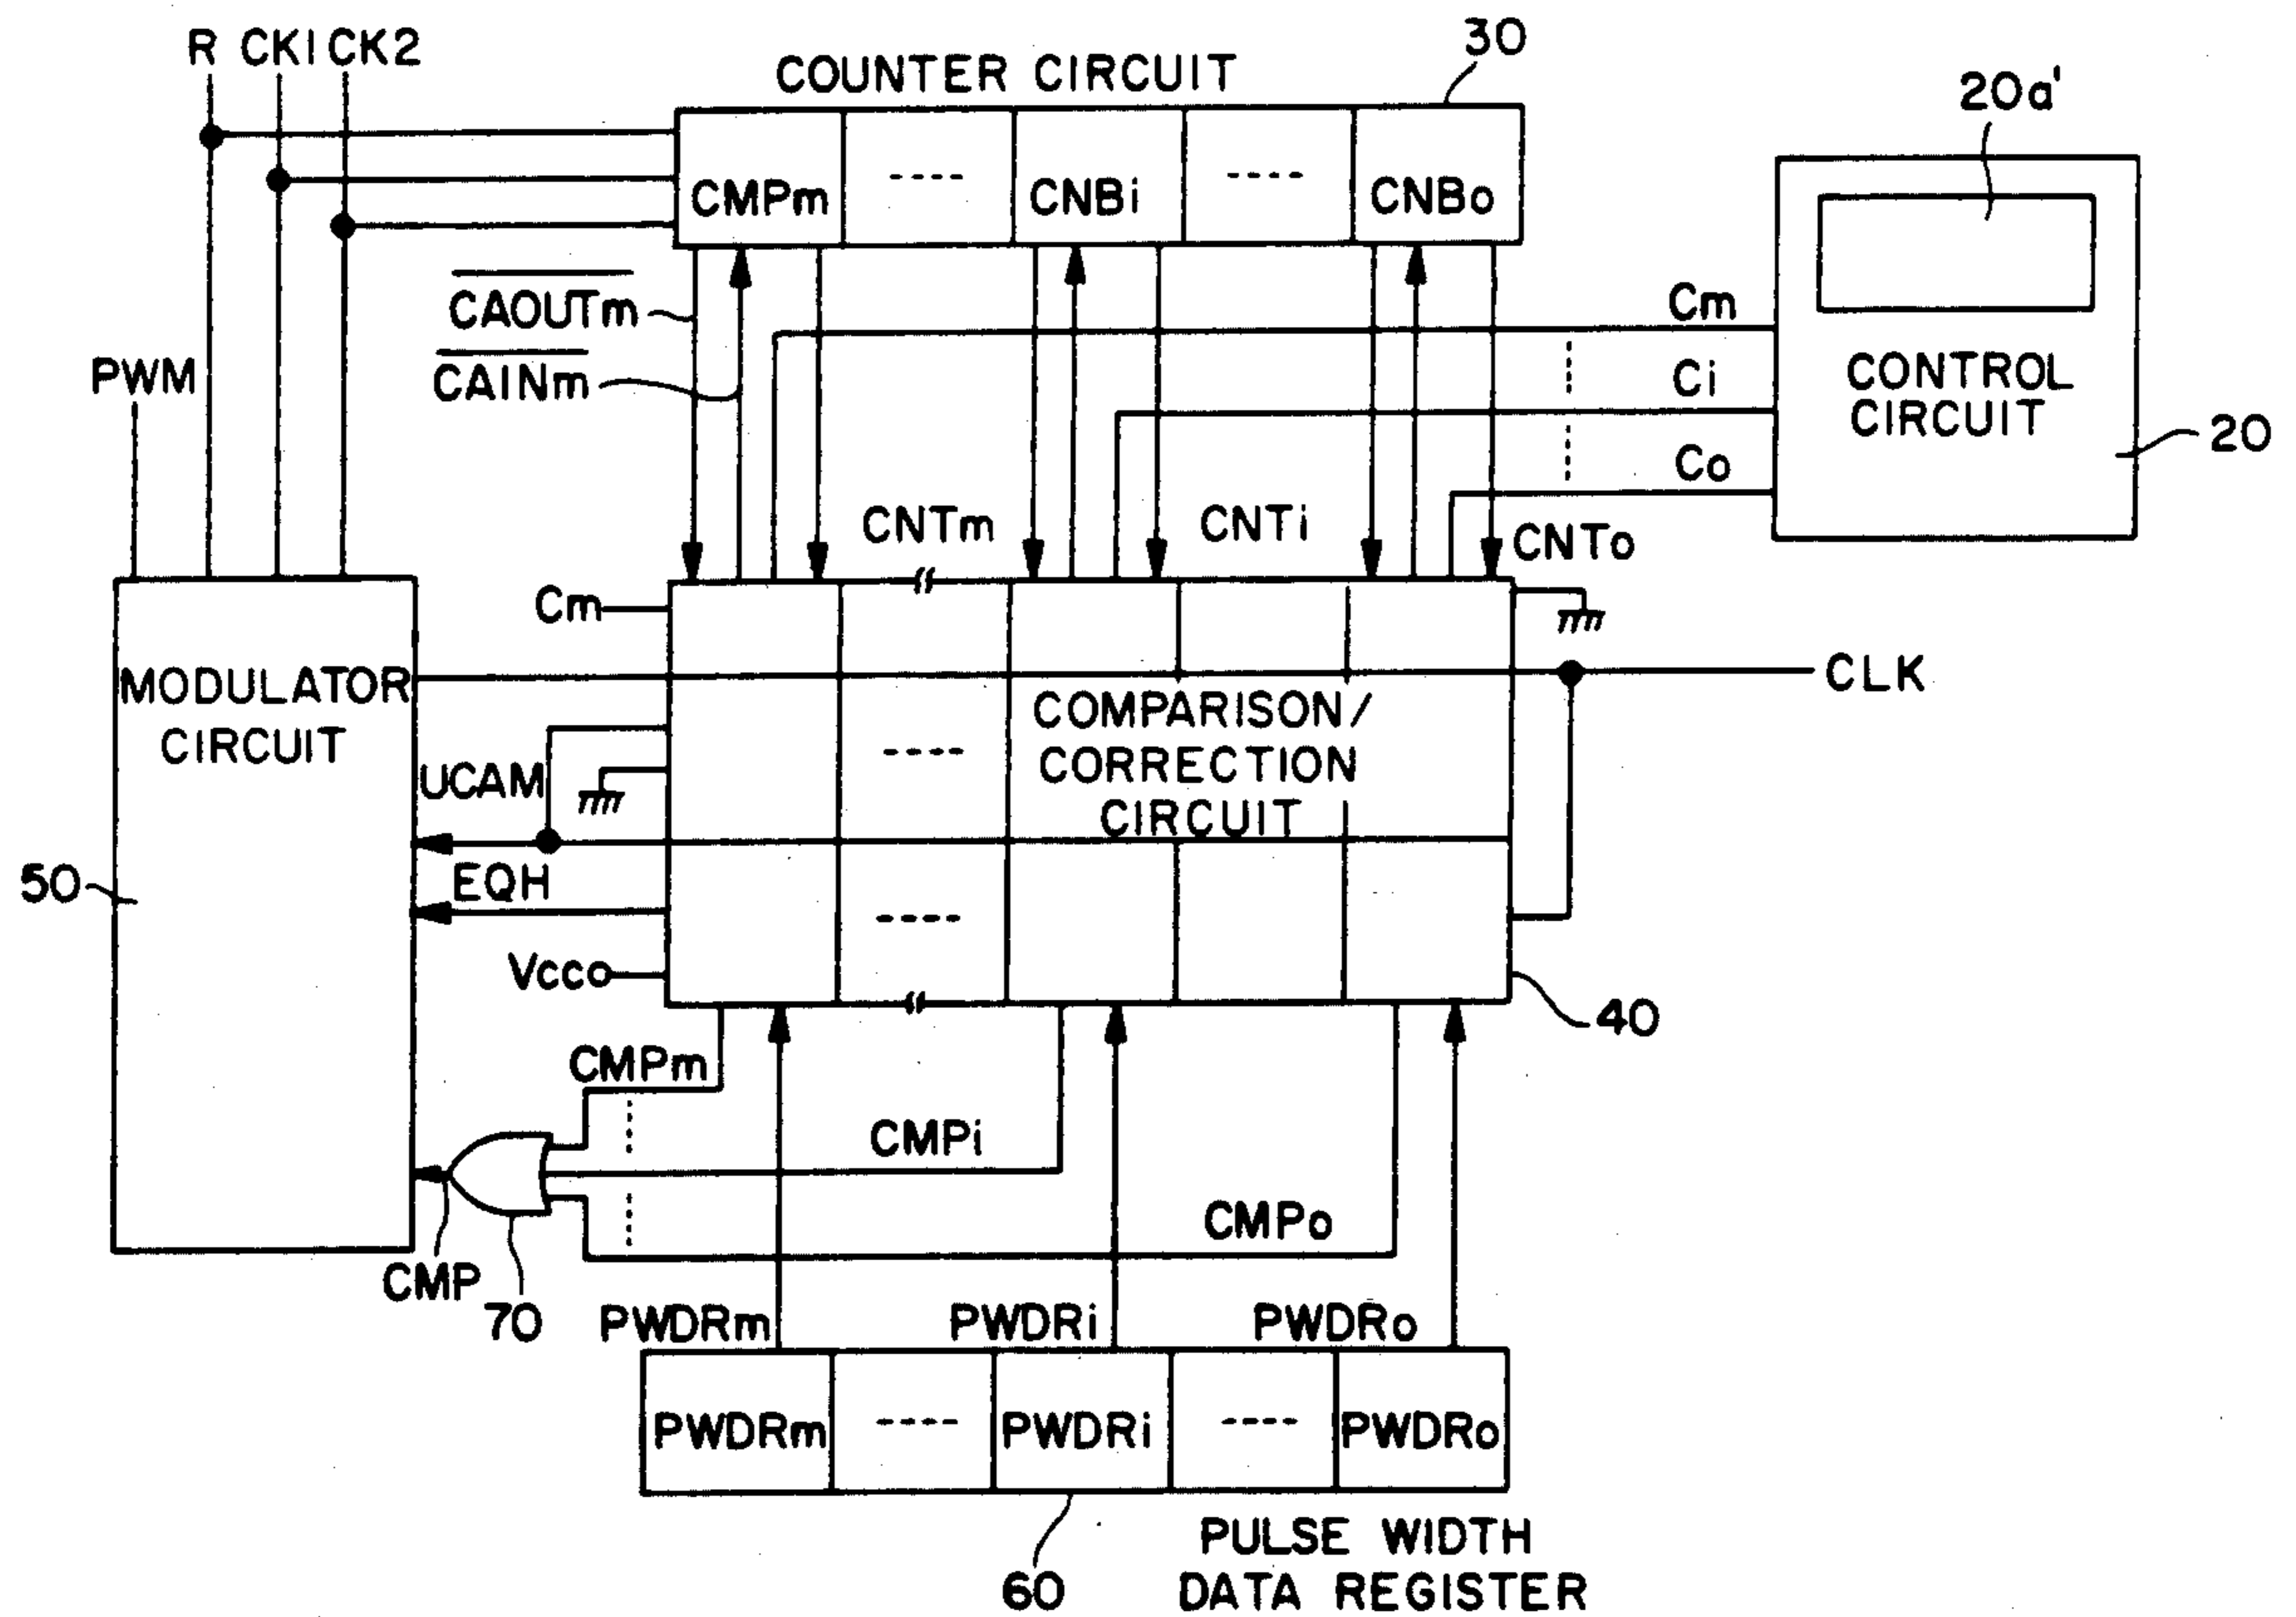 R CK1 CK2
COUNTER CIRCUIT
30
20a'
CMPm
----
CNBi
----
CNBo
CAOUTm
CAINm
PWM
Cm
Ci
Co
CONTROL
CIRCUIT
20
CNTm
CNTi
CNTo
Cm
MODULATOR
CIRCUIT
CLK
COMPARISON/
CORRECTION
CIRCUIT
----
UCAM
50
EQH
----
Vcc
40
CMPm
CMPi
CMPo
CMP
70
PWDRm
PWDRi
PWDRo
PWDRm
----
PWDRi
----
PWDRo
60
PULSE WIDTH
DATA REGISTER